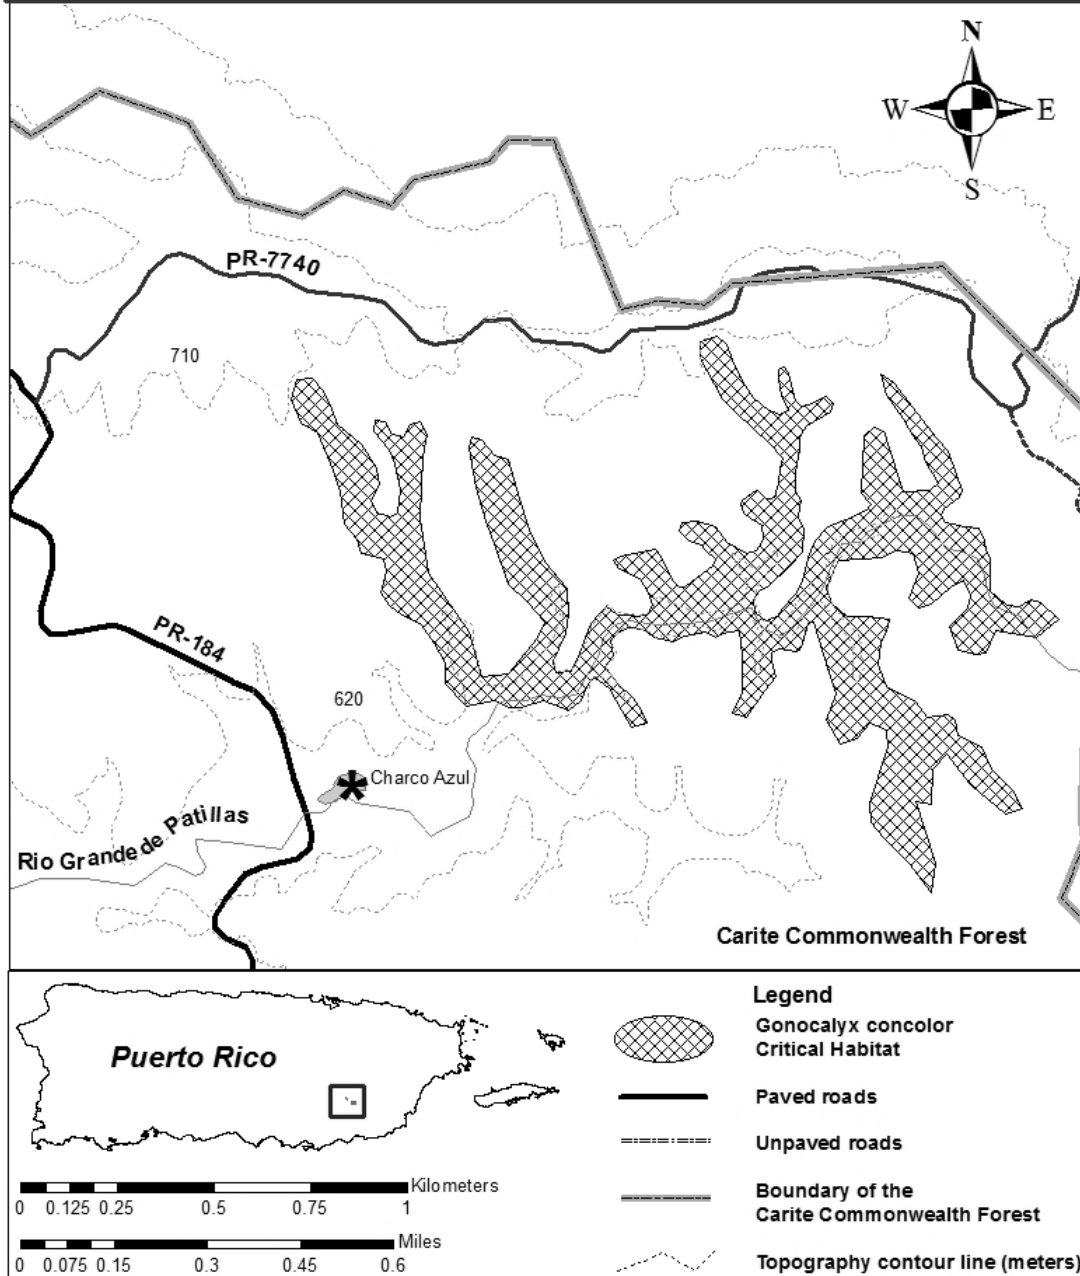 N
W
E
S
PR-7740
710
PR-184
620
Charco Azul
Rio Grande de Patillas
Carite Commonwealth Forest
Puerto Rico
Kilometers
0 0.125 0.25 0.5 0.75 1
Miles
0 0.075 0.15 0.3 0.45 0.6
Legend
Gonocalyx concolor
Critical Habitat
Paved roads
Unpaved roads
Boundary of the
Carite Commonwealth Forest
Topography contour line (meters)